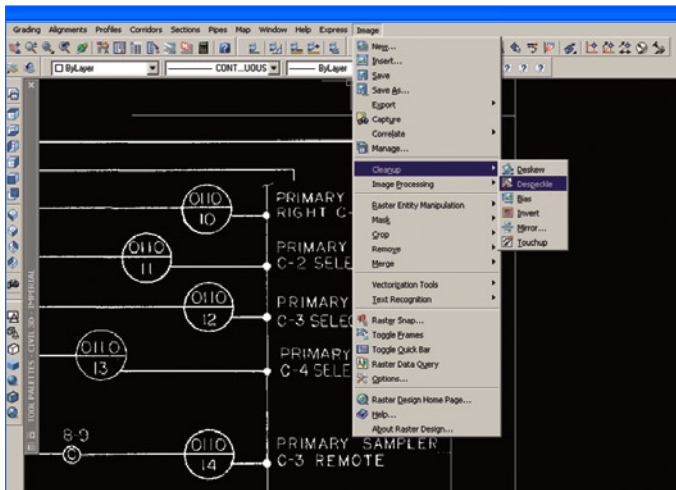 Grading Alignments Profiles Corridors Sections Pipes Map Window Help Express Image
ByLayer CONT...UOUS ByLayer
? ? ?
New...
Insert...
Save
Save As...
Export
Capture
Correlate
Manage...
Cleanup
Image Processing
Raster Entity Manipulation
Mask
Crop
Remove
Merge
Vectorization Tools
Text Recognition
Raster Snap...
Toggle Frames
Toggle Quick Bar
Raster Data Query
Options...
Raster Design Home Page...
Help...
About Raster Design...
Deskew
Despeckle
Bias
Invert
Mirror...
Touchup
TOOL PALETTES - CIVIL 3D - IMPERIAL
0110
10
PRIMARY
RIGHT C-
0110
11
PRIMARY
C-2 SELE
0110
12
PRIMARY
C-3 SELEC
0110
13
PRIMARY
C-4 SELE
B-9
C
0110
14
PRIMARY SAMPLER
C-3 REMOTE